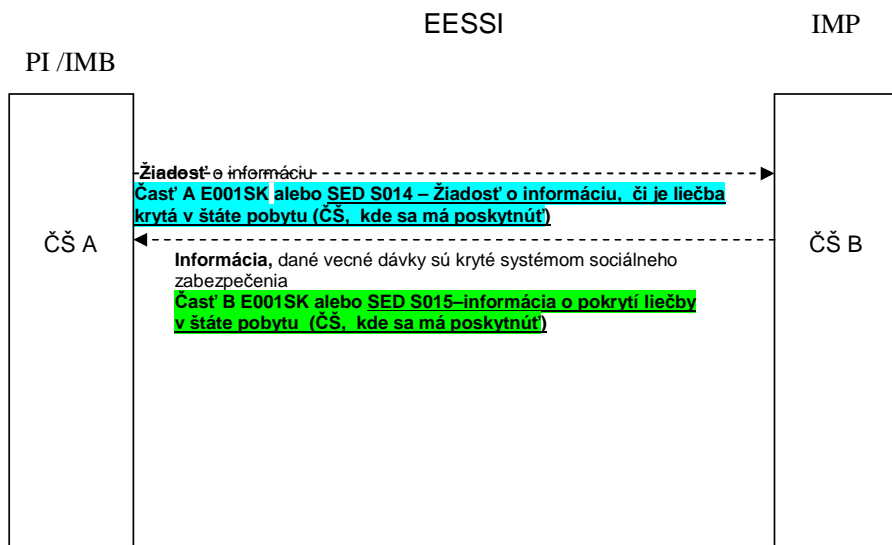 EESSI
IMP
PI /IMB
Žiadosť o informáciu
Časť A E001SK alebo SED S014 – Žiadosť o informáciu, či je liečba
krytá v štáte pobytu (ČŠ, kde sa má poskytnúť)
ČŠ A
ČŠ B
Informácia, dané vecné dávky sú kryté systémom sociálneho
zabezpečenia
Časť B E001SK alebo SED S015–informácia o pokrytí liečby
v štáte pobytu (ČŠ, kde sa má poskytnúť)